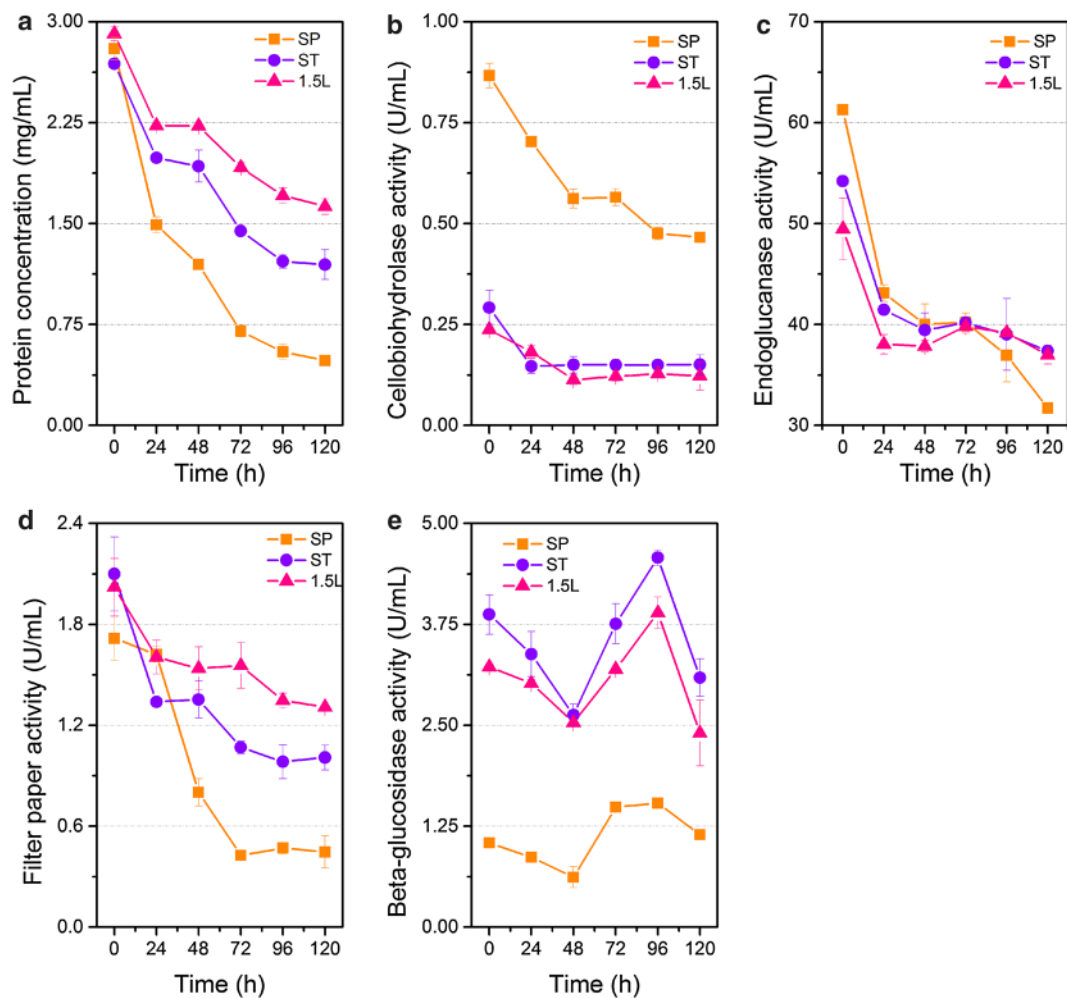 a
3.00
2.25
1.50
0.75
0.00
Protein concentration (mg/mL)
SP
ST
1.5L
0 24 48 72 96 120
Time (h)
b
1.00
0.75
0.50
0.25
0.00
Cellobiohydrolase activity (U/mL)
SP
ST
1.5L
0 24 48 72 96 120
Time (h)
c
70
60
50
40
30
Endoglucanase activity (U/mL)
SP
ST
1.5L
0 24 48 72 96 120
Time (h)
d
2.4
1.8
1.2
0.6
0.0
Filter paper activity (U/mL)
SP
ST
1.5L
0 24 48 72 96 120
Time (h)
e
5.00
3.75
2.50
1.25
0.00
Beta-glucosidase activity (U/mL)
SP
ST
1.5L
0 24 48 72 96 120
Time (h)